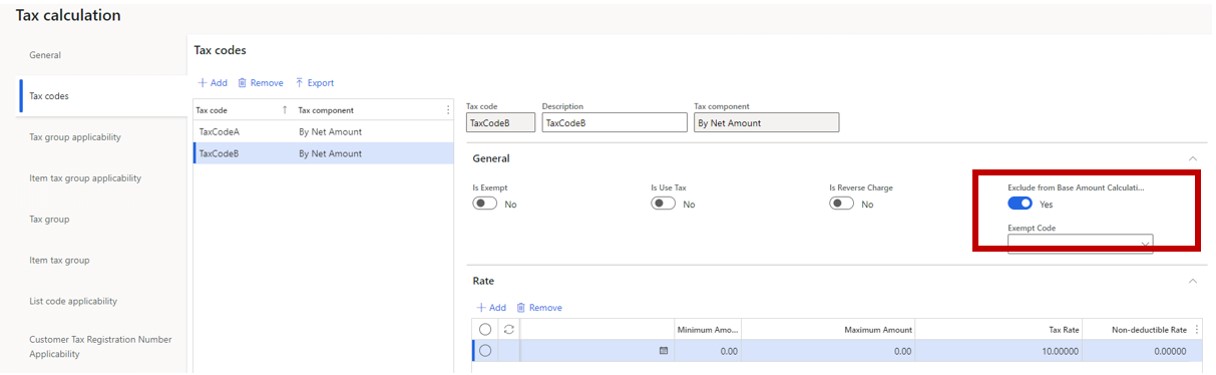 Tax calculation
General
Tax codes
Tax group applicability
Item tax group applicability
Tax group
Item tax group
List code applicability
Customer Tax Registration Number
Applicability
Tax codes
Add Remove Export
Tax code Tax component
TaxCodeA By Net Amount
TaxCodeB By Net Amount
Tax code Description Tax component
TaxCodeB TaxCodeB By Net Amount
General
Is Exempt Is Use Tax Is Reverse Charge Exclude from Base Amount Calculati...
No No No Yes
Exempt Code
Rate
Add Remove
Minimum Amo... Maximum Amount Tax Rate Non-deductible Rate
0.00 0.00 10.00000 0.00000